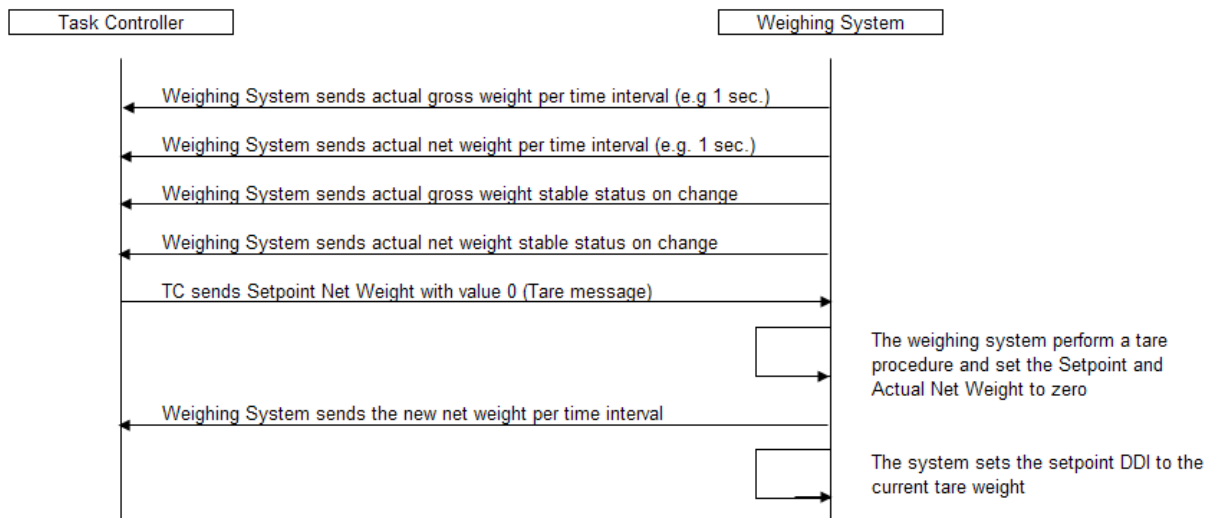 Task Controller
Weighing System
Weighing System sends actual gross weight per time interval (e.g 1 sec.)
Weighing System sends actual net weight per time interval (e.g. 1 sec.)
Weighing System sends actual gross weight stable status on change
Weighing System sends actual net weight stable status on change
TC sends Setpoint Net Weight with value 0 (Tare message)
The weighing system perform a tare
procedure and set the Setpoint and
Actual Net Weight to zero
Weighing System sends the new net weight per time interval
The system sets the setpoint DDI to the
current tare weight